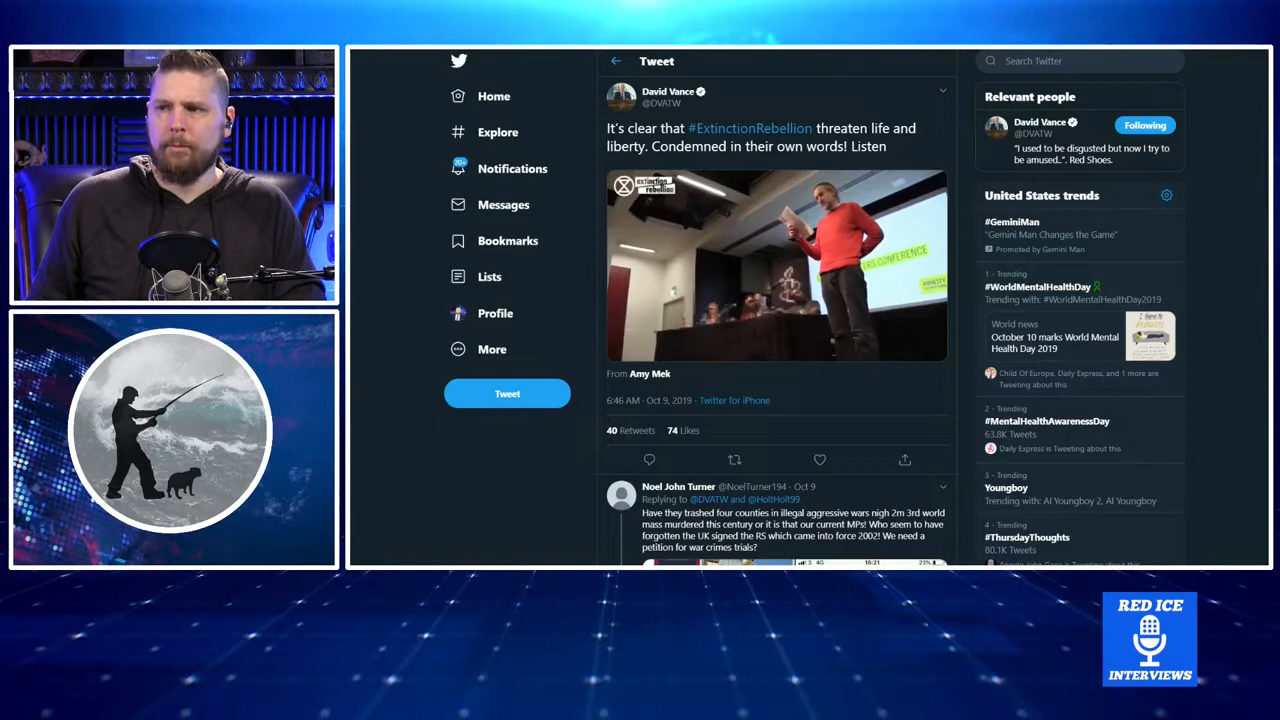 Home
Explore
20+
Notifications
Messages
Bookmarks
Lists
Profile
More
Tweet
Tweet
David Vance
@DVATW
It's clear that #ExtinctionRebellion threaten life and
liberty. Condemned in their own words! Listen
extinction
rebellion
ERS CONFERENCE
AMNESTY
From Amy Mek
6:46 AM · Oct 9, 2019 · Twitter for iPhone
40 Retweets 74 Likes
Noel John Turner @NoelTurner194 · Oct 9
Replying to @DVATW and @HoltHolt99
Have they trashed four counties in illegal aggressive wars nigh 2m 3rd world
mass murdered this century or it is that our current MPs! Who seem to have
forgotten the UK signed the RS which came into force 2002! We need a
petition for war crimes trials?
4G 15:21 23%
Search Twitter
Relevant people
David Vance
@DVATW
Following
"I used to be disgusted but now I try to
be amused..". Red Shoes.
United States trends
#GeminiMan
"Gemini Man Changes the Game"
Promoted by Gemini Man
1 · Trending
#WorldMentalHealthDay
Trending with: #WorldMentalHealthDay2019
World news
October 10 marks World Mental
Health Day 2019
Child Of Europe, Daily Express, and 1 more are
Tweeting about this
2 · Trending
#MentalHealthAwarenessDay
63.8K Tweets
Daily Express is Tweeting about this
3 · Trending
Youngboy
Trending with: AI Youngboy 2, AI Youngboy
4 · Trending
#ThursdayThoughts
80.1K Tweets
RED ICE
INTERVIEWS